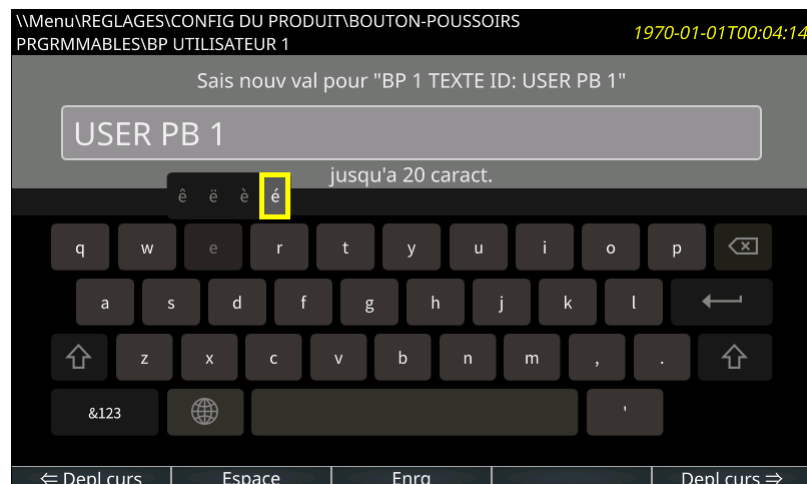 \\Menu\REGLAGES\CONFIG DU PRODUIT\BOUTON-POUSSOIRS
PRGRMMABLES\BP UTILISATEUR 1
1970-01-01T00:04:14
Sais nouv val pour "BP 1 TEXTE ID: USER PB 1"
USER PB 1
jusqu'a 20 caract.
ê ë è é
q w e r t y u i o p
a s d f g h j k l
z x c v b n m , .
&123 '
⇐ Depl curs Espace Enrg Depl curs ⇒